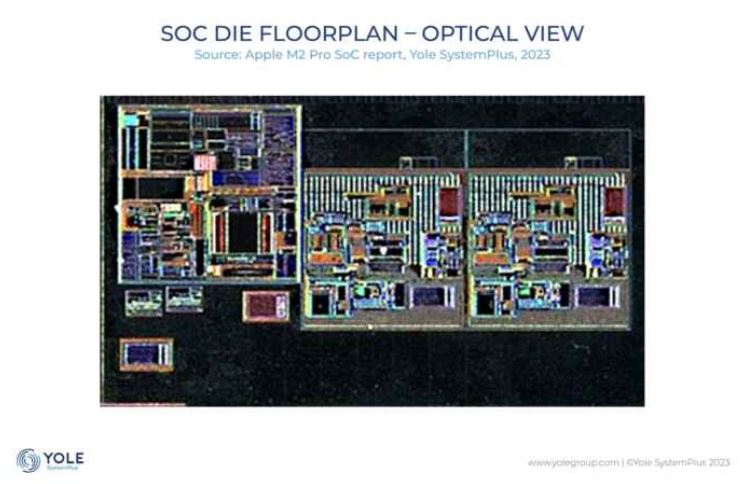 SOC DIE FLOORPLAN – OPTICAL VIEW
Source: Apple M2 Pro SoC report, Yole SystemPlus, 2023
YOLE
SystemPlus
www.yolegroup.com | ©Yole SystemPlus 2023